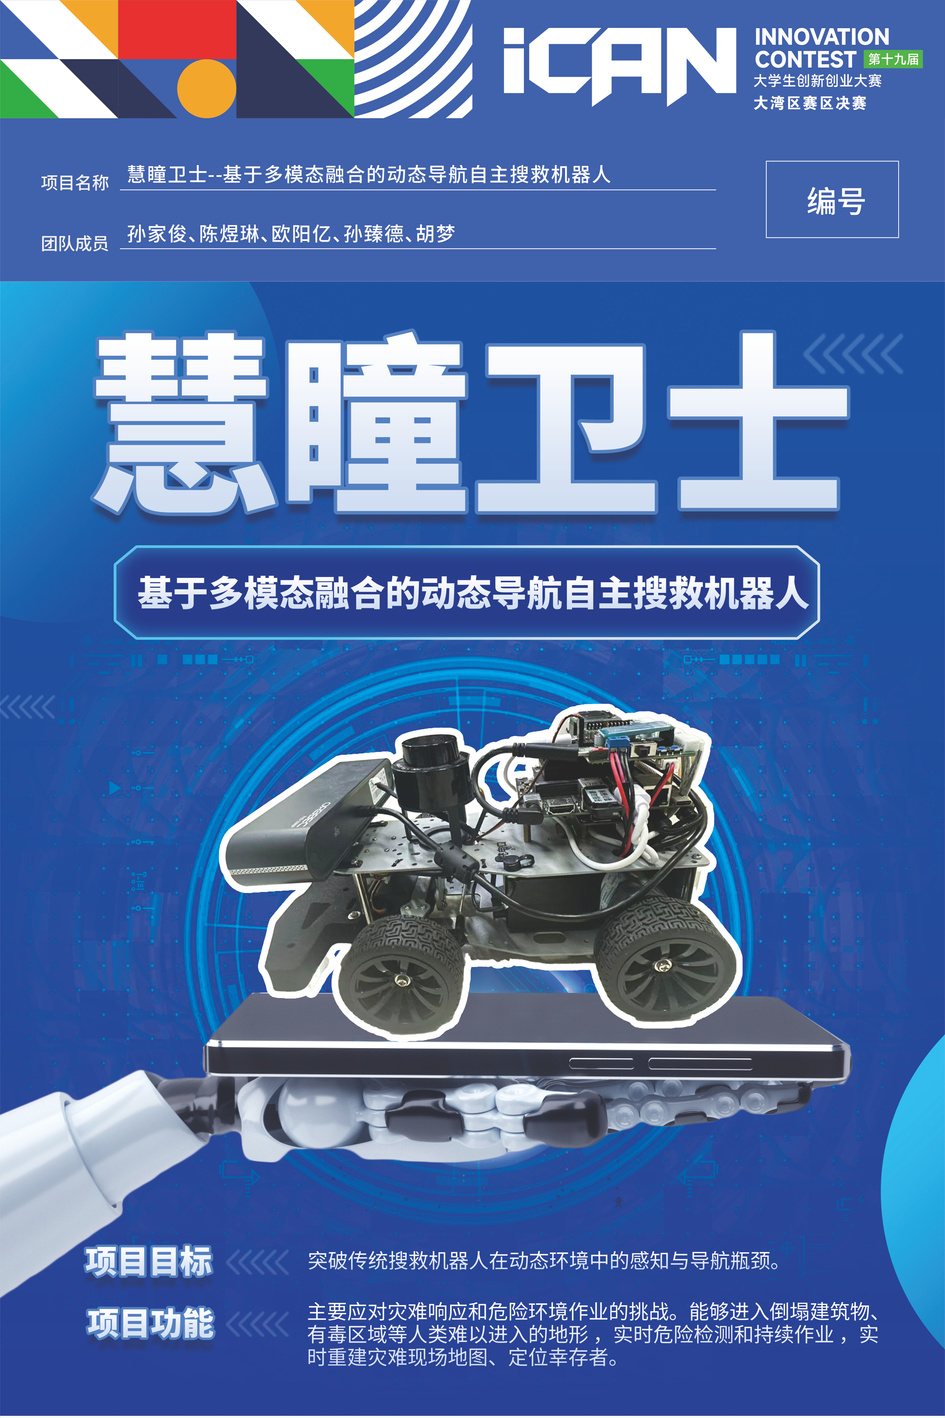 iCAN
INNOVATION
CONTEST 第十九届
大学生创新创业大赛
大湾区赛区决赛
项目名称 慧瞳卫士--基于多模态融合的动态导航自主搜救机器人
编号
团队成员 孙家俊、陈煜琳、欧阳亿、孙臻德、胡梦
慧瞳卫士
基于多模态融合的动态导航自主搜救机器人
项目目标 突破传统搜救机器人在动态环境中的感知与导航瓶颈。
项目功能 主要应对灾难响应和危险环境作业的挑战。能够进入倒塌建筑物、
有毒区域等人类难以进入的地形，实时危险检测和持续作业，实
时重建灾难现场地图、定位幸存者。